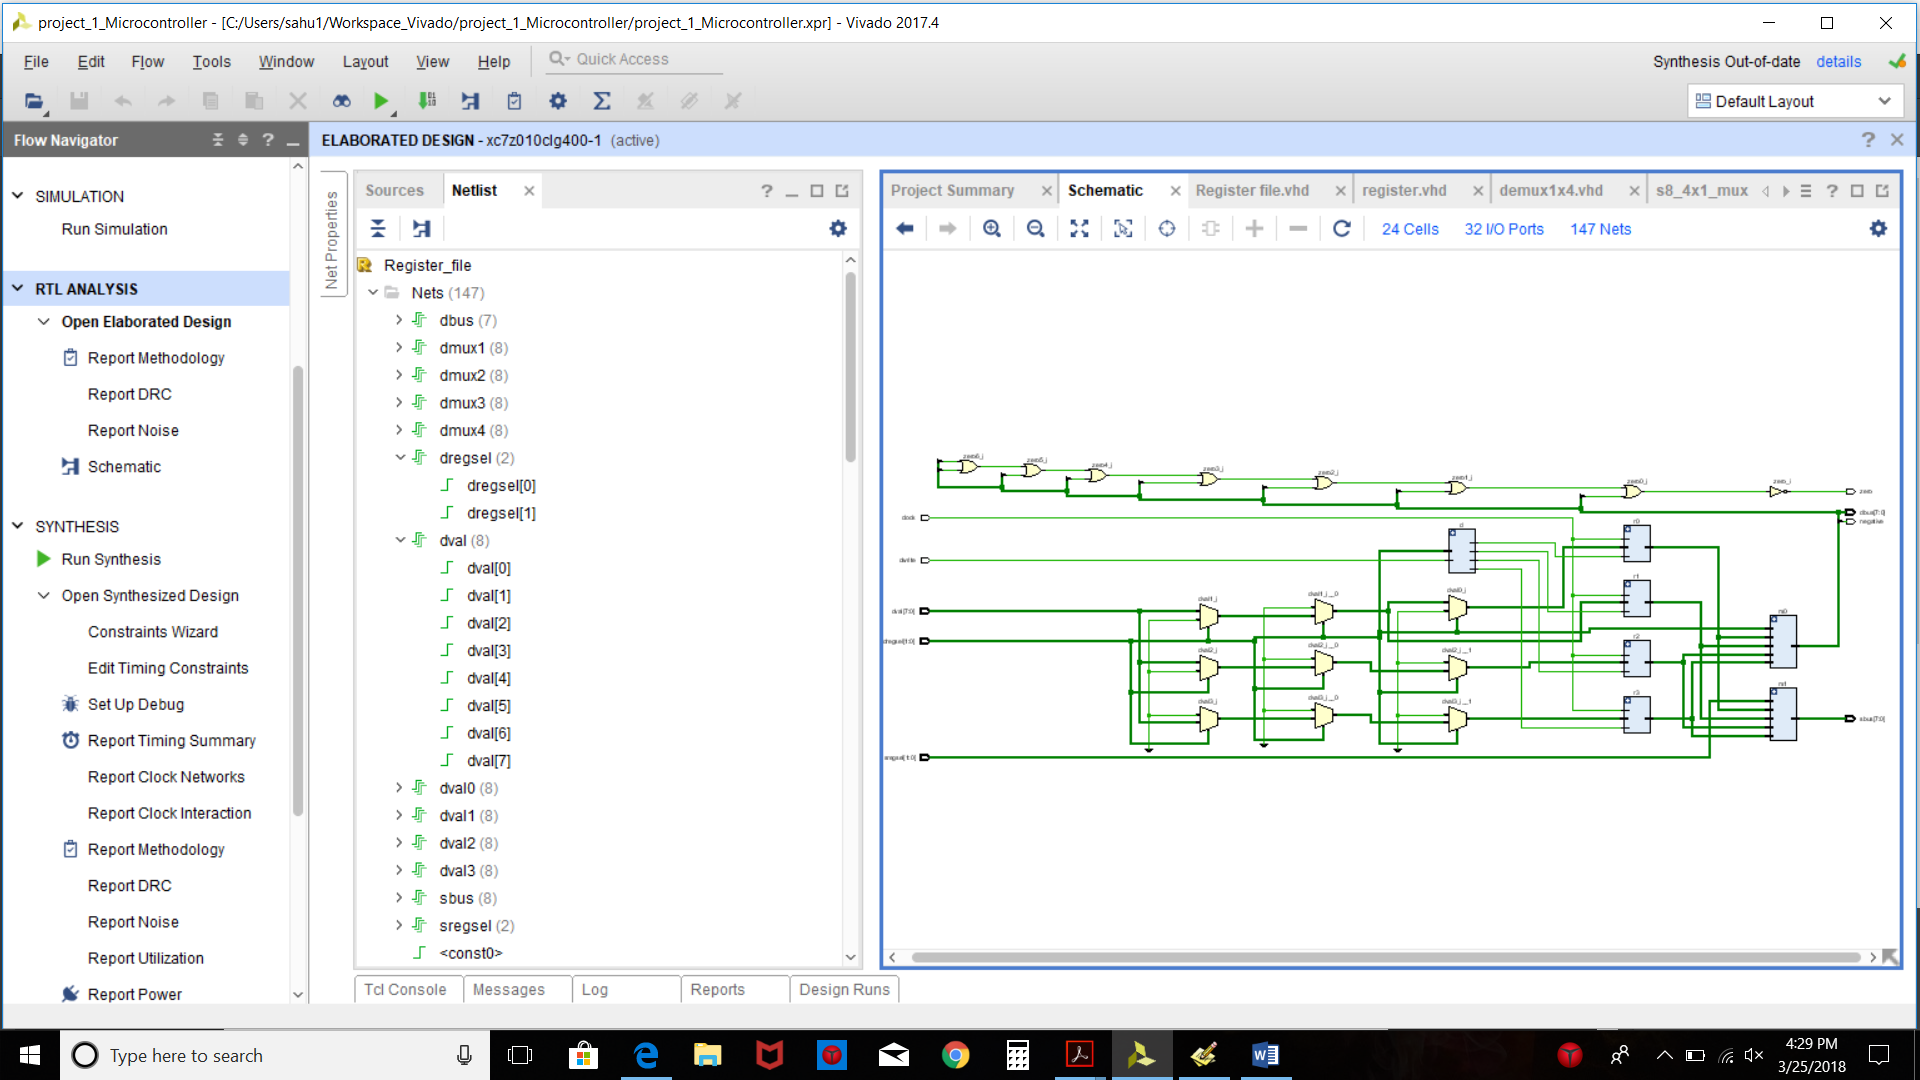 project_1_Microcontroller - [C:/Users/sahu1/Workspace_Vivado/project_1_Microcontroller/project_1_Microcontroller.xpr] - Vivado 2017.4
File Edit Flow Tools Window Layout View Help Quick Access
Synthesis Out-of-date details
Default Layout
Flow Navigator
ELABORATED DESIGN - xc7z010clg400-1 (active)
SIMULATION
Run Simulation
RTL ANALYSIS
Open Elaborated Design
Report Methodology
Report DRC
Report Noise
Schematic
SYNTHESIS
Run Synthesis
Open Synthesized Design
Constraints Wizard
Edit Timing Constraints
Set Up Debug
Report Timing Summary
Report Clock Networks
Report Clock Interaction
Report Methodology
Report DRC
Report Noise
Report Utilization
Report Power
Net Properties
Sources Netlist
Register_file
Nets (147)
dbus (7)
dmux1 (8)
dmux2 (8)
dmux3 (8)
dmux4 (8)
dregsel (2)
dregsel[0]
dregsel[1]
dval (8)
dval[0]
dval[1]
dval[2]
dval[3]
dval[4]
dval[5]
dval[6]
dval[7]
dval0 (8)
dval1 (8)
dval2 (8)
dval3 (8)
sbus (8)
sregsel (2)
<const0>
Project Summary Schematic Register file.vhd register.vhd demux1x4.vhd s8_4x1_mux
24 Cells 32 I/O Ports 147 Nets
negative
Tcl Console Messages Log Reports Design Runs
Type here to search
4:29 PM
3/25/2018